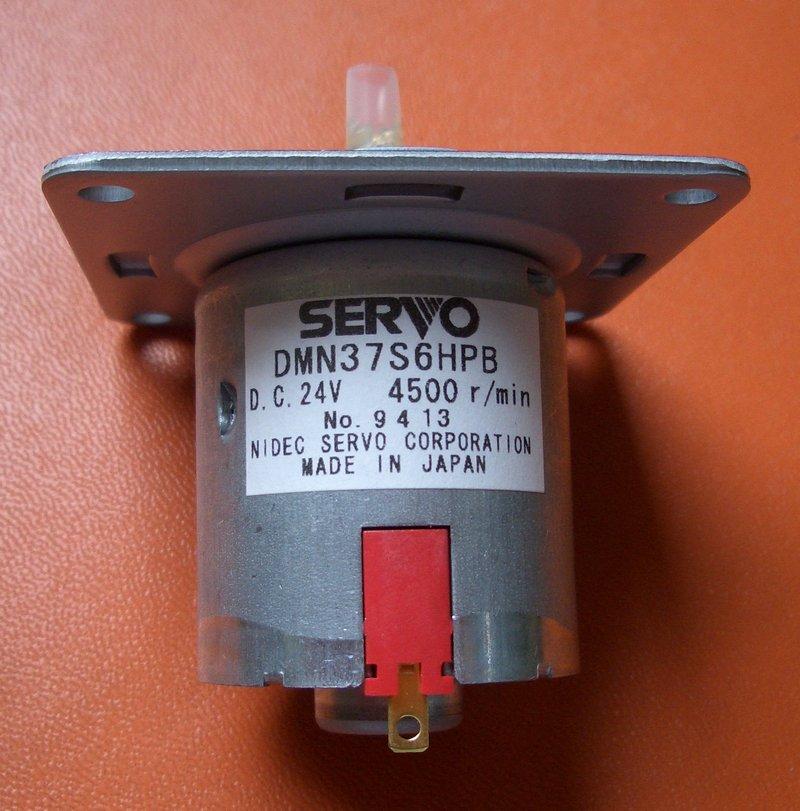 SERVO
DMN37S6HPB
D.C.24V 4500 r/min
No. 9413
NIDEC SERVO CORPORATION
MADE IN JAPAN